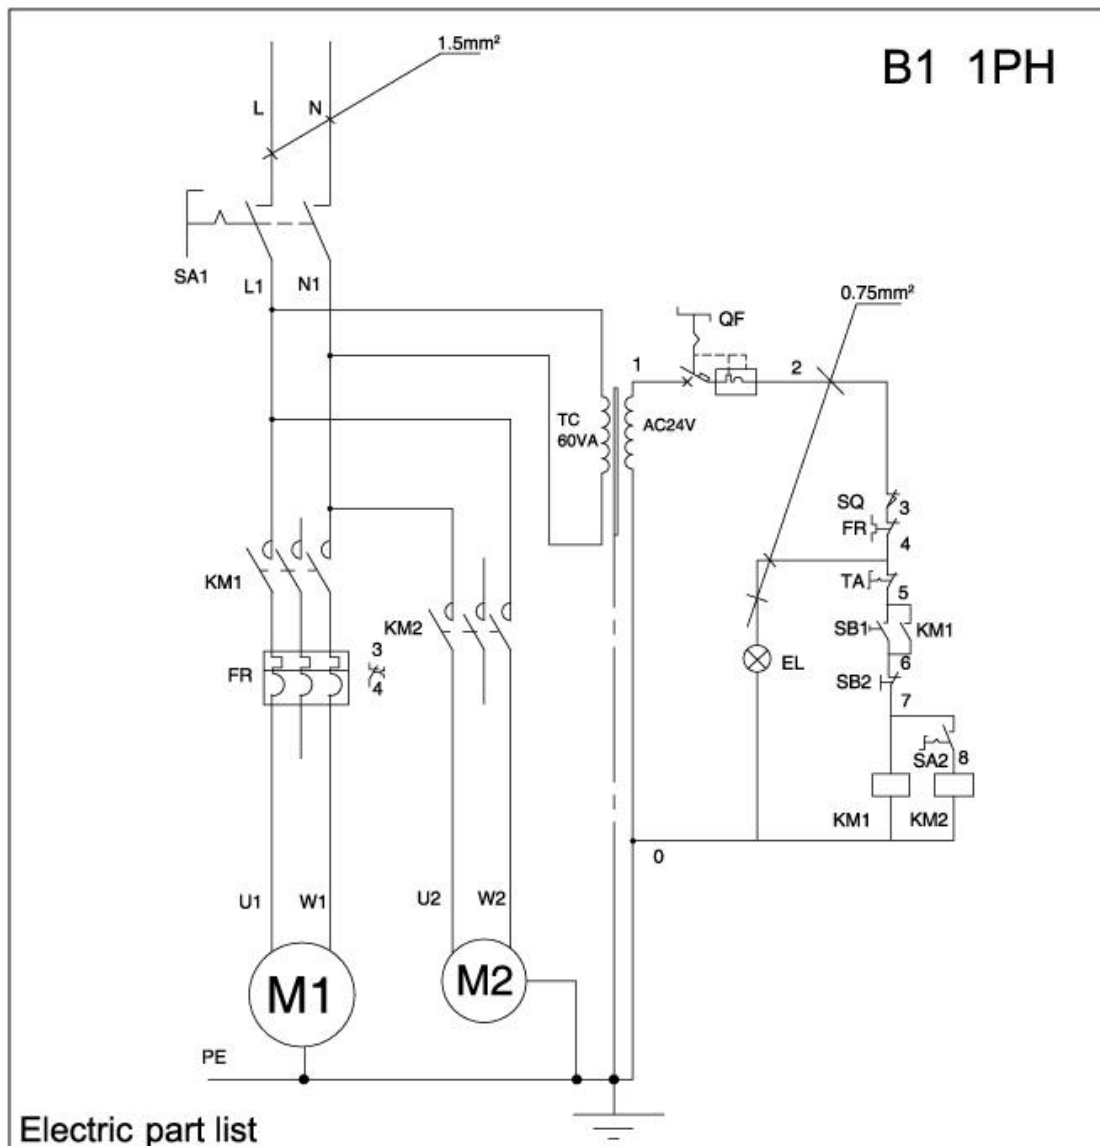 1.5mm²
B1 1PH
L
N
SA1
L1
N1
0.75mm²
QF
1
2
TC
60VA
AC24V
SQ
3
FR
4
TA
5
KM1
KM2
SB1
KM1
6
EL
SB2
7
FR
3
4
SA2
8
KM1
KM2
0
U1
W1
U2
W2
M1
M2
PE
Electric part list